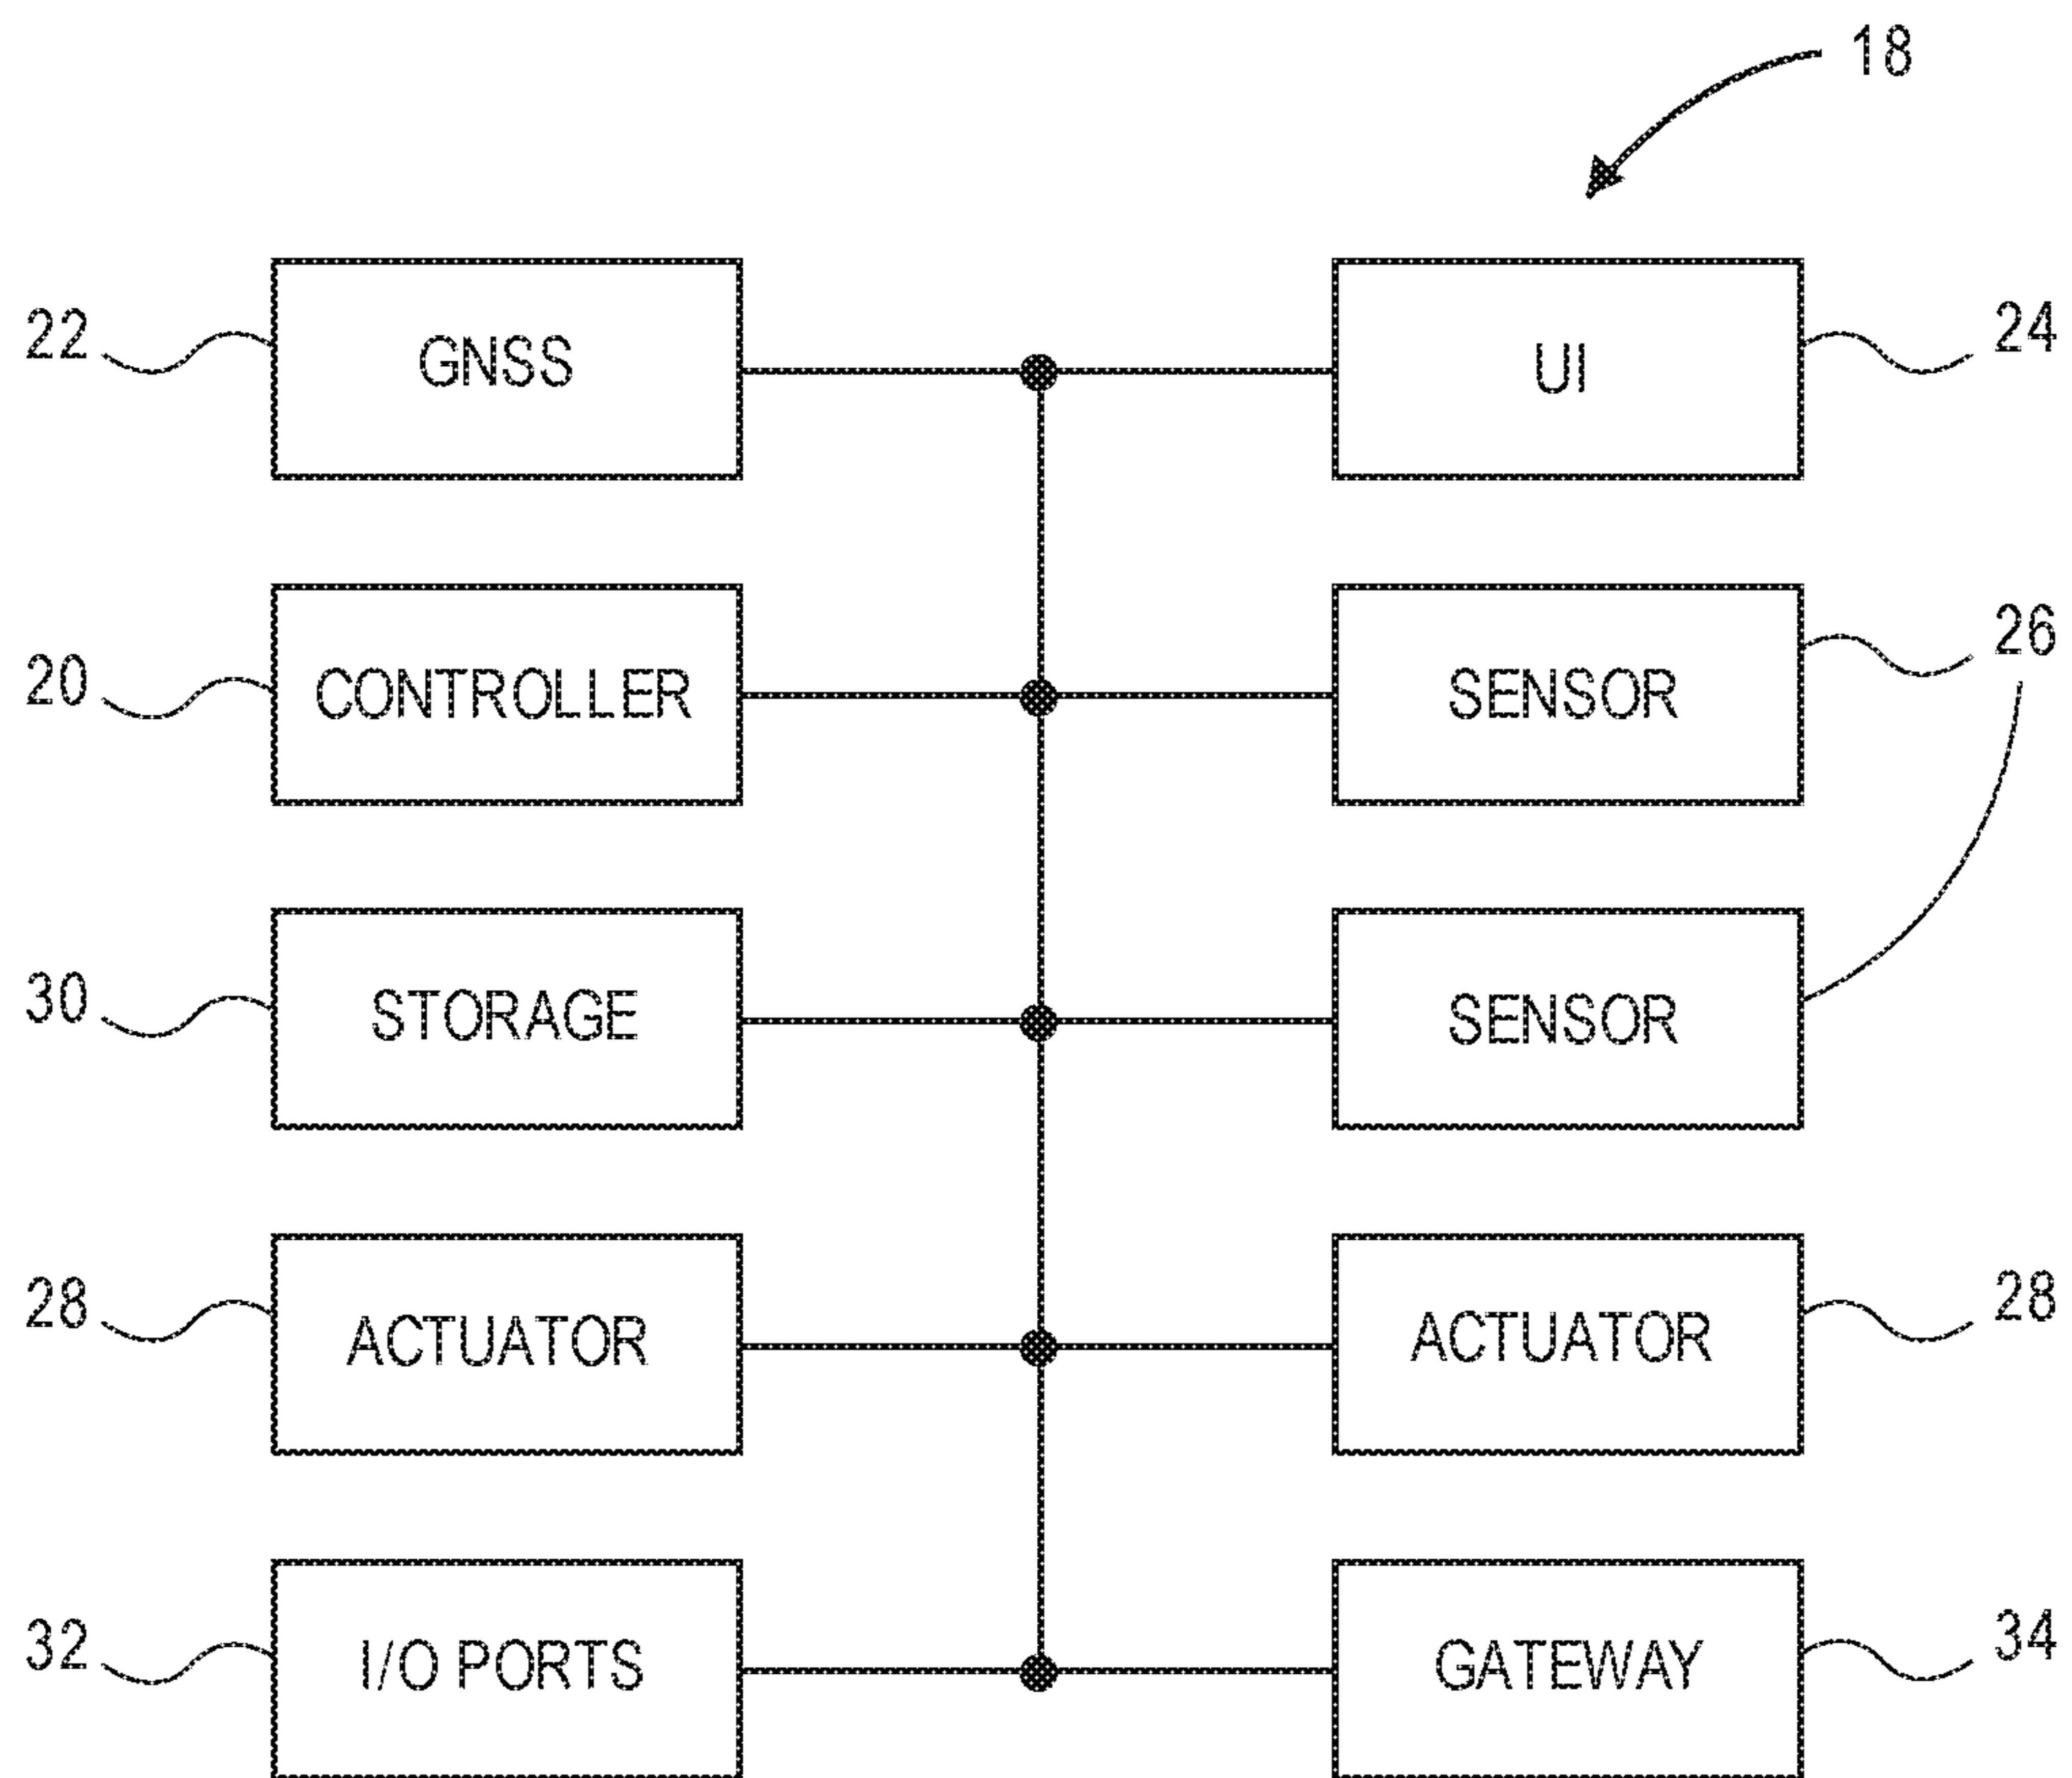 18
22 GNSS UI 24
20 CONTROLLER SENSOR 26
30 STORAGE SENSOR
28 ACTUATOR ACTUATOR 28
32 I/O PORTS GATEWAY 34